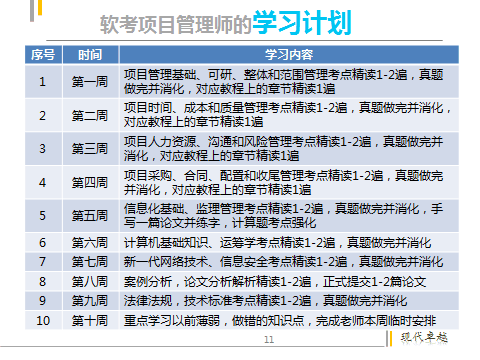 软考项目管理师的学习计划
序号 时间 学习内容
1 第一周 项目管理基础、可研、整体和范围管理考点精读1-2遍，真题
做完并消化，对应教程上的章节精读1遍
2 第二周 项目时间、成本和质量管理考点精读1-2遍，真题做完并消化，
对应教程上的章节精读1遍
3 第三周 项目人力资源、沟通和风险管理考点精读1-2遍，真题做完并
消化，对应教程上的章节精读1遍
4 第四周 项目采购、合同、配置和收尾管理考点精读1-2遍，真题做完
并消化，对应教程上的章节精读1遍
5 第五周 信息化基础、监理管理考点精读1-2遍，真题做完并消化，手
写一篇论文并练字，计算题考点强化
6 第六周 计算机基础知识、运筹学考点精读1-2遍，真题做完并消化
7 第七周 新一代网络技术、信息安全考点精读1-2遍，真题做完并消化
8 第八周 案例分析，论文分析解析精读1-2遍，正式提交1-2篇论文
9 第九周 法律法规，技术标准考点精读1-2遍，真题做完并消化
10 第十周 重点学习以前薄弱，做错的知识点，完成老师本周临时安排
11
现代卓越